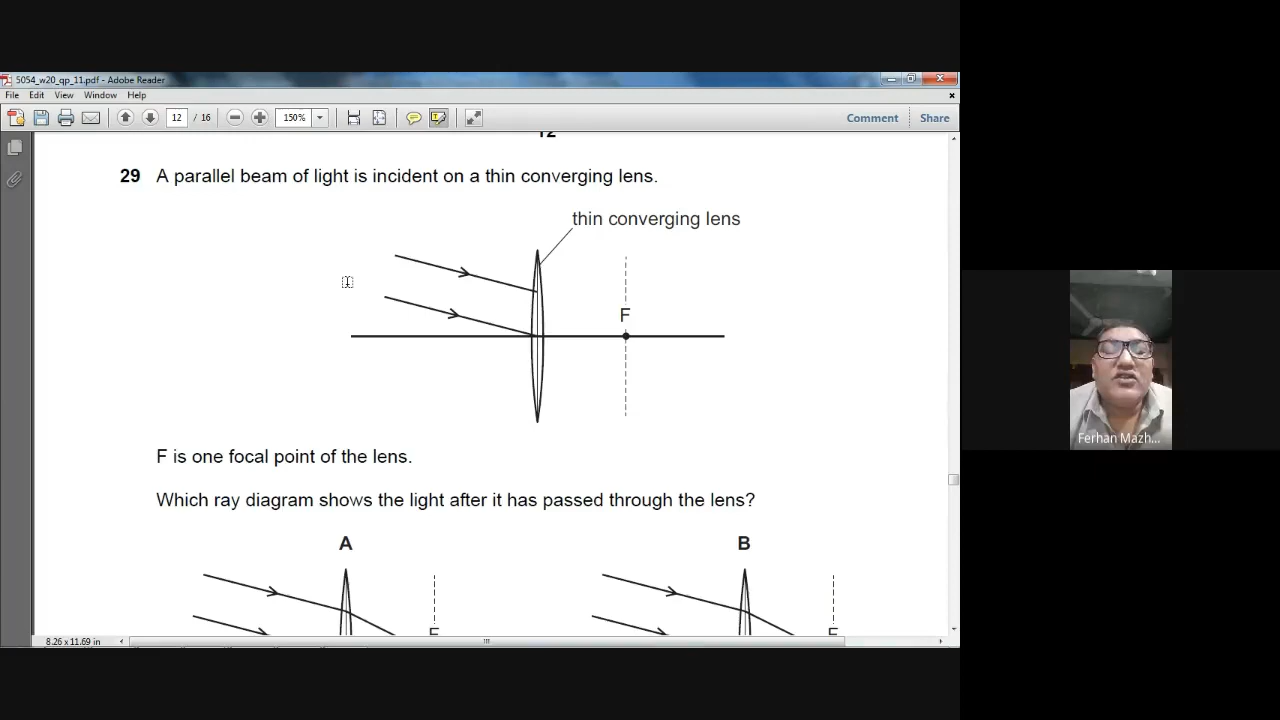 5054_w20_qp_11.pdf - Adobe Reader
File Edit View Window Help
12 / 16 150% Comment Share
12
29 A parallel beam of light is incident on a thin converging lens.
thin converging lens
F
F is one focal point of the lens.
Which ray diagram shows the light after it has passed through the lens?
A B
F F
8.26 x 11.69 in
Ferhan Mazh...